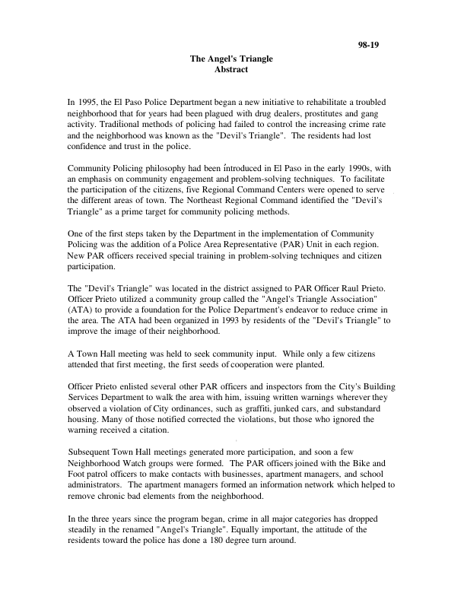 98-19
The Angel's Triangle
Abstract
In 1995, the El Paso Police Department began a new initiative to rehabilitate a troubled
neighborhood that for years had been plagued with drug dealers, prostitutes and gang
activity. Traditional methods of policing had failed to control the increasing crime rate
and the neighborhood was known as the "Devil's Triangle". The residents had lost
confidence and trust in the police.
Community Policing philosophy had been introduced in El Paso in the early 1990s, with
an emphasis on community engagement and problem-solving techniques. To facilitate
the participation of the citizens, five Regional Command Centers were opened to serve
the different areas of town. The Northeast Regional Command identified the "Devil's
Triangle" as a prime target for community policing methods.
One of the first steps taken by the Department in the implementation of Community
Policing was the addition of a Police Area Representative (PAR) Unit in each region.
New PAR officers received special training in problem-solving techniques and citizen
participation.
The "Devil's Triangle" was located in the district assigned to PAR Officer Raul Prieto.
Officer Prieto utilized a community group called the "Angel's Triangle Association"
(ATA) to provide a foundation for the Police Department's endeavor to reduce crime in
the area. The ATA had been organized in 1993 by residents of the "Devil's Triangle" to
improve the image of their neighborhood.
A Town Hall meeting was held to seek community input. While only a few citizens
attended that first meeting, the first seeds of cooperation were planted.
Officer Prieto enlisted several other PAR officers and inspectors from the City's Building
Services Department to walk the area with him, issuing written warnings wherever they
observed a violation of City ordinances, such as graffiti, junked cars, and substandard
housing. Many of those notified corrected the violations, but those who ignored the
warning received a citation.
Subsequent Town Hall meetings generated more participation, and soon a few
Neighborhood Watch groups were formed. The PAR officers joined with the Bike and
Foot patrol officers to make contacts with businesses, apartment managers, and school
administrators. The apartment managers formed an information network which helped to
remove chronic bad elements from the neighborhood.
In the three years since the program began, crime in all major categories has dropped
steadily in the renamed "Angel's Triangle". Equally important, the attitude of the
residents toward the police has done a 180 degree turn around.